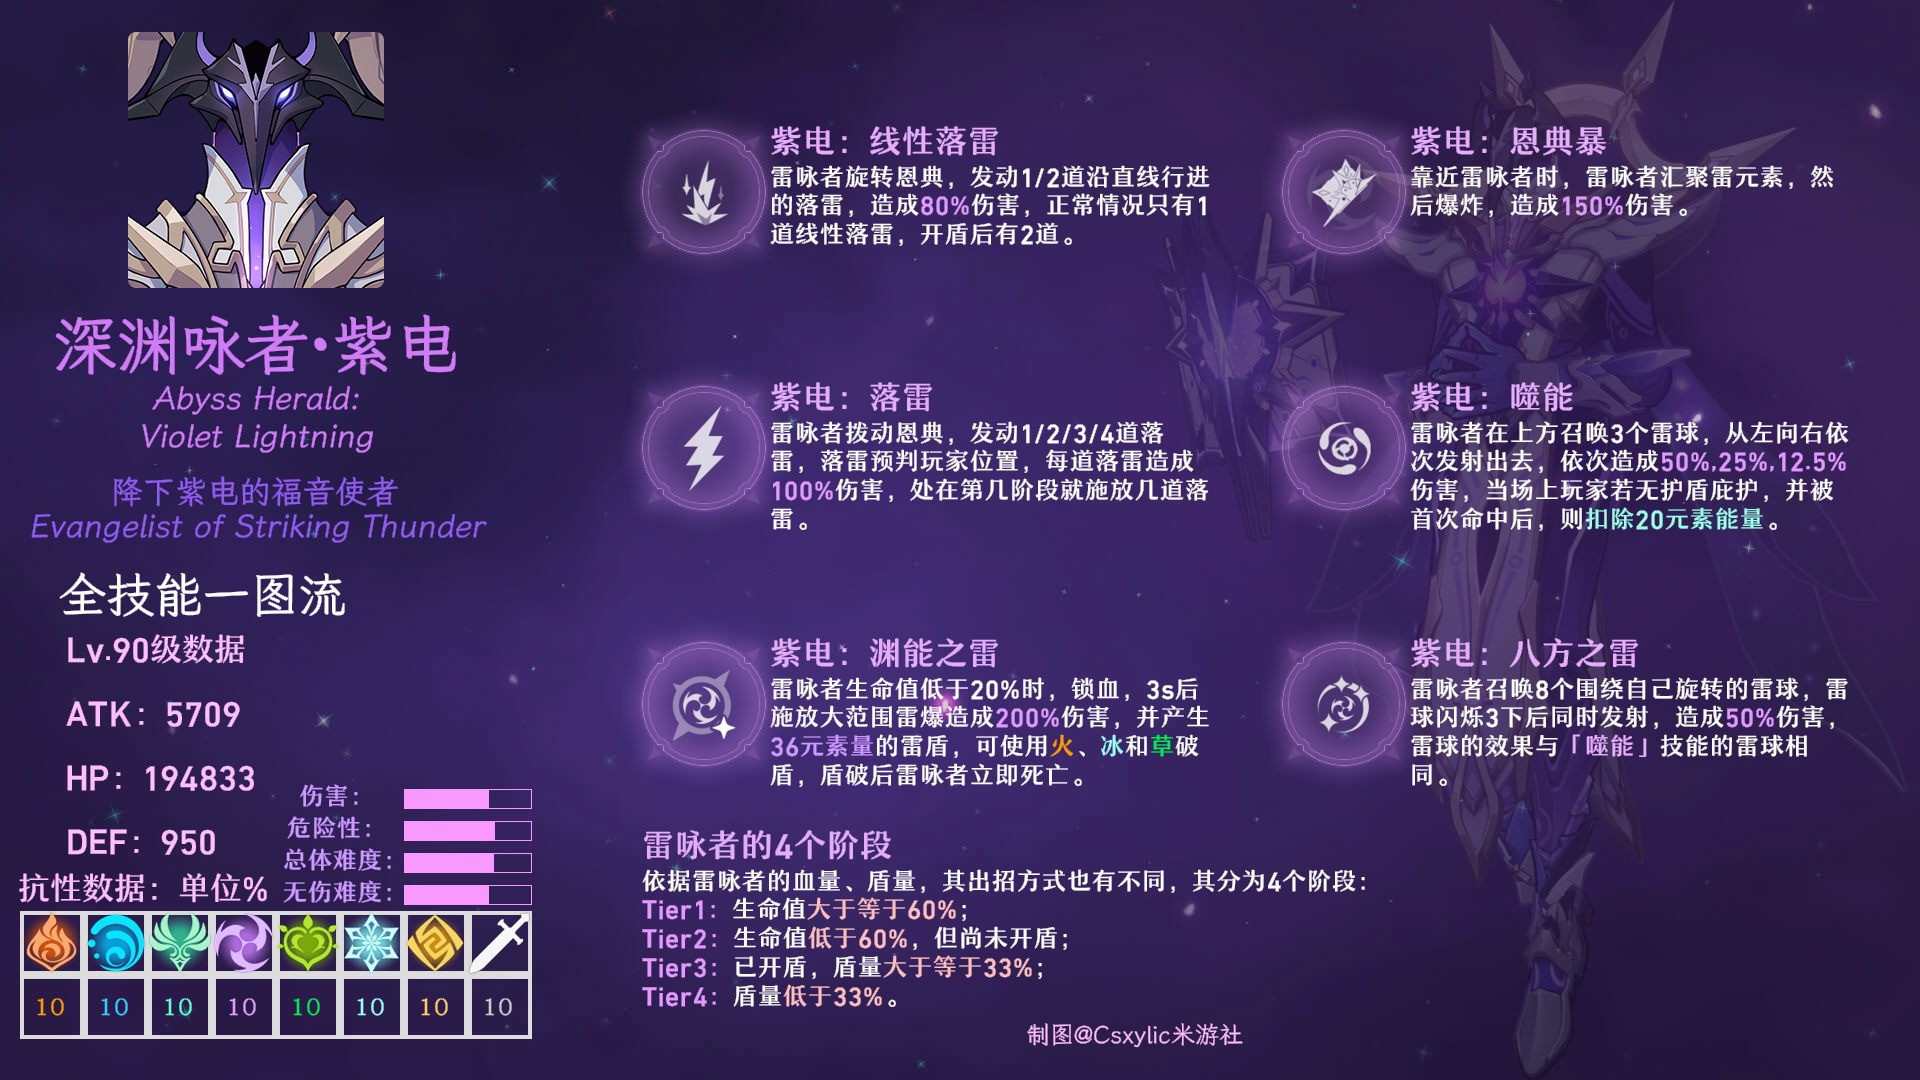 深渊咏者·紫电
Abyss Herald:
Violet Lightning
降下紫电的福音使者
Evangelist of Striking Thunder
全技能一图流
Lv.90级数据
ATK：5709
HP：194833
DEF：950
伤害：
危险性：
总体难度：
无伤难度：
抗性数据：单位%
10 10 10 10 10 10 10 10
紫电：线性落雷
雷咏者旋转恩典，发动1/2道沿直线行进
的落雷，造成80%伤害，正常情况只有1
道线性落雷，开盾后有2道。
紫电：恩典暴
靠近雷咏者时，雷咏者汇聚雷元素，然
后爆炸，造成150%伤害。
紫电：落雷
雷咏者拨动恩典，发动1/2/3/4道落
雷，落雷预判玩家位置，每道落雷造成
100%伤害，处在第几阶段就施放几道落
雷。
紫电：噬能
雷咏者在上方召唤3个雷球，从左向右依
次发射出去，依次造成50%,25%,12.5%
伤害，当场上玩家若无护盾庇护，并被
首次命中后，则扣除20元素能量。
紫电：渊能之雷
雷咏者生命值低于20%时，锁血，3s后
施放大范围雷爆造成200%伤害，并产生
36元素量的雷盾，可使用火、冰和草破
盾，盾破后雷咏者立即死亡。
紫电：八方之雷
雷咏者召唤8个围绕自己旋转的雷球，雷
球闪烁3下后同时发射，造成50%伤害，
雷球的效果与「噬能」技能的雷球相
同。
雷咏者的4个阶段
依据雷咏者的血量、盾量，其出招方式也有不同，其分为4个阶段：
Tier1：生命值大于等于60%；
Tier2：生命值低于60%，但尚未开盾；
Tier3：已开盾，盾量大于等于33%；
Tier4：盾量低于33%。
制图@Csxylic米游社